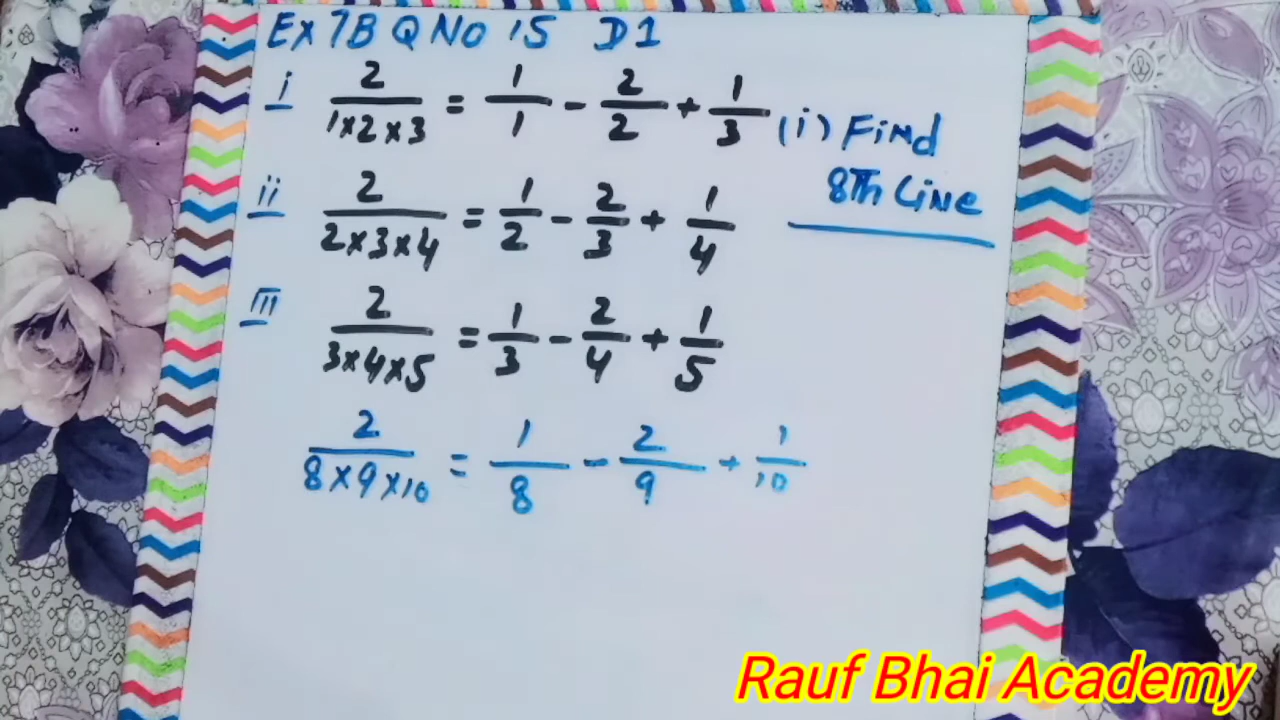 Ex 7B Q No 15 D1
i 2/1×2×3 = 1/1 - 2/2 + 1/3 (i) Find
8Th Line
ii 2/2×3×4 = 1/2 - 2/3 + 1/4
III 2/3×4×5 = 1/3 - 2/4 + 1/5
2/8×9×10 = 1/8 - 2/9 + 1/10
Rauf Bhai Academy